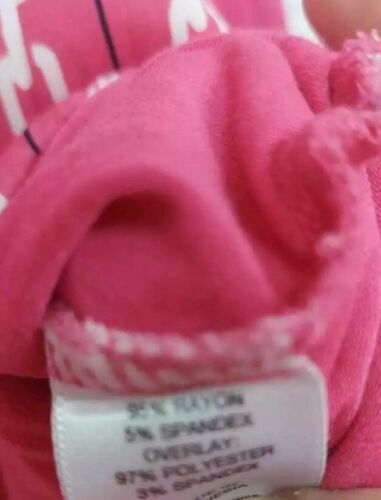 95% RAYON
5% SPANDEX
OVERLAY:
97% POLYESTER
3% SPANDEX